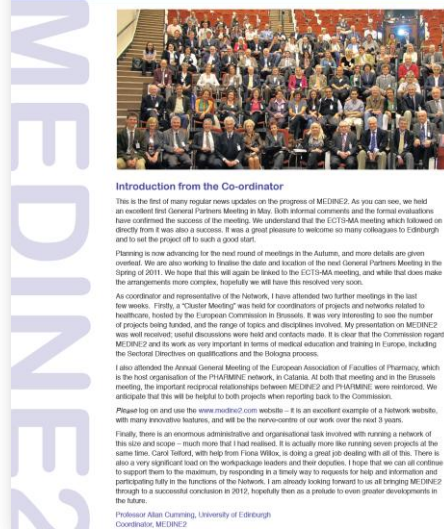 MEDINE2
Introduction from the Co-ordinator
This is the first of many regular news updates on the progress of MEDINE2. As you can see, we held
an excellent first General Partners Meeting in May. Both informal comments and the formal evaluations
have confirmed the success of the meeting. We understand that the ECTS-MA meeting which followed on
directly from it was also a success. It was a great pleasure to welcome so many colleagues to Edinburgh
and to set the project off to such a good start.
Planning is now advancing for the next round of meetings in the Autumn, and more details are given
overleaf. We are also working to finalise the date and location of the next General Partners Meeting in the
Spring of 2011. We hope that this will again be linked to the ECTS-MA meeting, and while that does make
the arrangements more complex, hopefully we will have this resolved very soon.
As coordinator and representative of the Network, I have attended two further meetings in the last
few weeks. Firstly, a "Cluster Meeting" was held for coordinators of projects and networks related to
healthcare, hosted by the European Commission in Brussels. It was very interesting to see the number
of projects being funded, and the range of topics and disciplines involved. My presentation on MEDINE2
was well received; useful discussions were held and contacts made. It is clear that the Commission regard
MEDINE2 and its work as very important in terms of medical education and training in Europe, including
the Sectoral Directives on qualifications and the Bologna process.
I also attended the Annual General Meeting of the European Association of Faculties of Pharmacy, which
is the host organisation of the PHARMINE network, in Catania. At both that meeting and in the Brussels
meeting, the important reciprocal relationships between MEDINE2 and PHARMINE were reinforced. We
anticipate that this will be helpful to both projects when reporting back to the Commission.
Please log on and use the www.medine2.com website – it is an excellent example of a Network website,
with many innovative features, and will be the nerve-centre of our work over the next 3 years.
Finally, there is an enormous administrative and organisational task involved with running a network of
this size and scope – much more that I had realised. It is actually more like running seven projects at the
same time. Carol Telford, with help from Fiona Willox, is doing a great job dealing with all of this. There is
also a very significant load on the workpackage leaders and their deputies. I hope that we can all continue
to support them to the maximum, by responding in a timely way to requests for help and information and
participating fully in the functions of the Network. I am already looking forward to us all bringing MEDINE2
through to a successful conclusion in 2012, hopefully then as a prelude to even greater developments in
the future.
Professor Allan Cumming, University of Edinburgh
Coordinator, MEDINE2